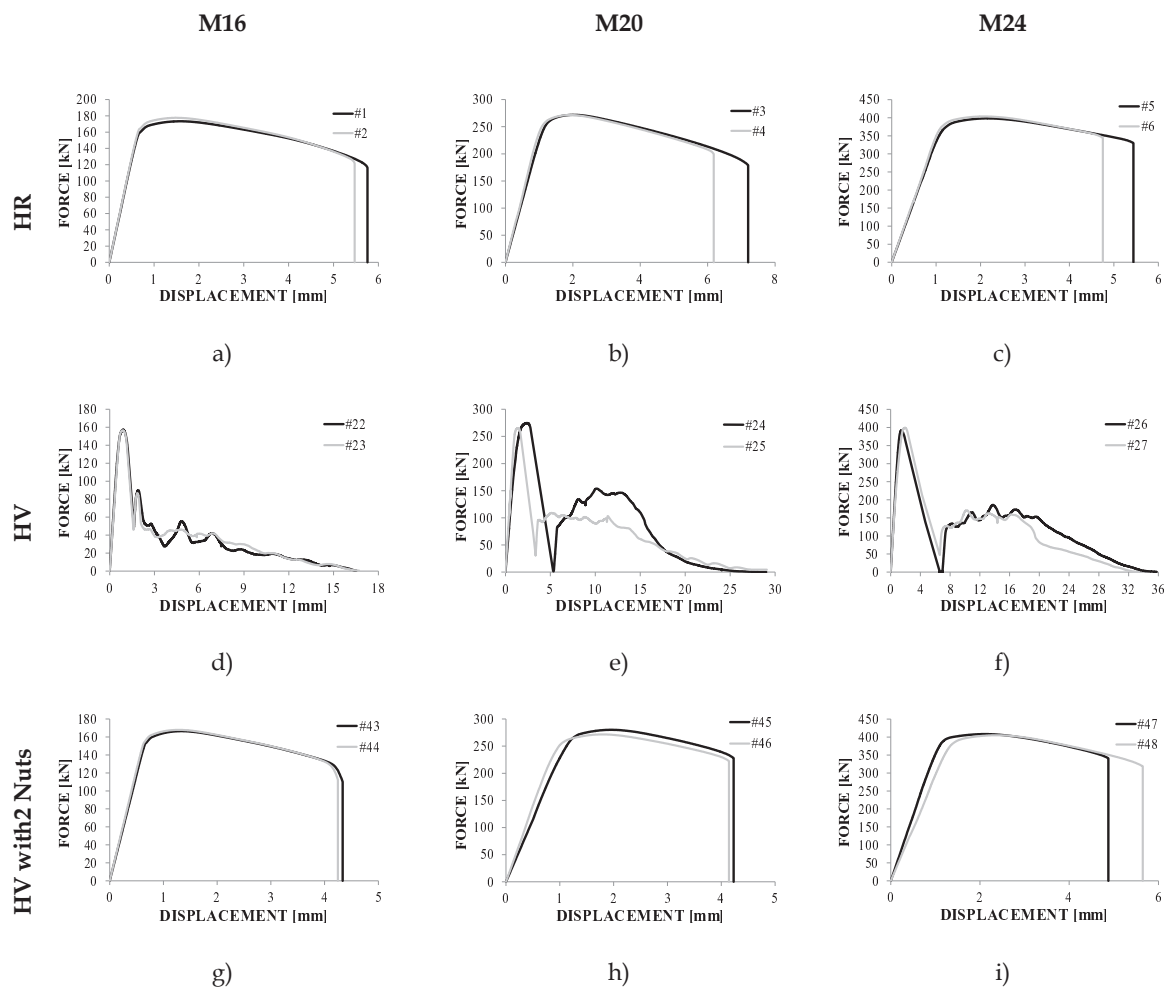 M16 M20 M24
HR
FORCE [kN]
200
180
160
140
120
100
80
60
40
20
0
0 1 2 3 4 5 6
DISPLACEMENT [mm]
#1
#2
a)
FORCE [kN]
300
250
200
150
100
50
0
0 2 4 6 8
DISPLACEMENT [mm]
#3
#4
b)
FORCE [kN]
450
400
350
300
250
200
150
100
50
0
0 1 2 3 4 5 6
DISPLACEMENT [mm]
#5
#6
c)
HV
FORCE [kN]
180
160
140
120
100
80
60
40
20
0
0 3 6 9 12 15 18
DISPLACEMENT [mm]
#22
#23
d)
FORCE [kN]
300
250
200
150
100
50
0
0 5 10 15 20 25 30
DISPLACEMENT [mm]
#24
#25
e)
FORCE [kN]
450
400
350
300
250
200
150
100
50
0
0 4 8 12 16 20 24 28 32 36
DISPLACEMENT [mm]
#26
#27
f)
HV with2 Nuts
FORCE [kN]
180
160
140
120
100
80
60
40
20
0
0 1 2 3 4 5
DISPLACEMENT [mm]
#43
#44
g)
FORCE [kN]
300
250
200
150
100
50
0
0 1 2 3 4 5
DISPLACEMENT [mm]
#45
#46
h)
FORCE [kN]
450
400
350
300
250
200
150
100
50
0
0 2 4 6
DISPLACEMENT [mm]
#47
#48
i)